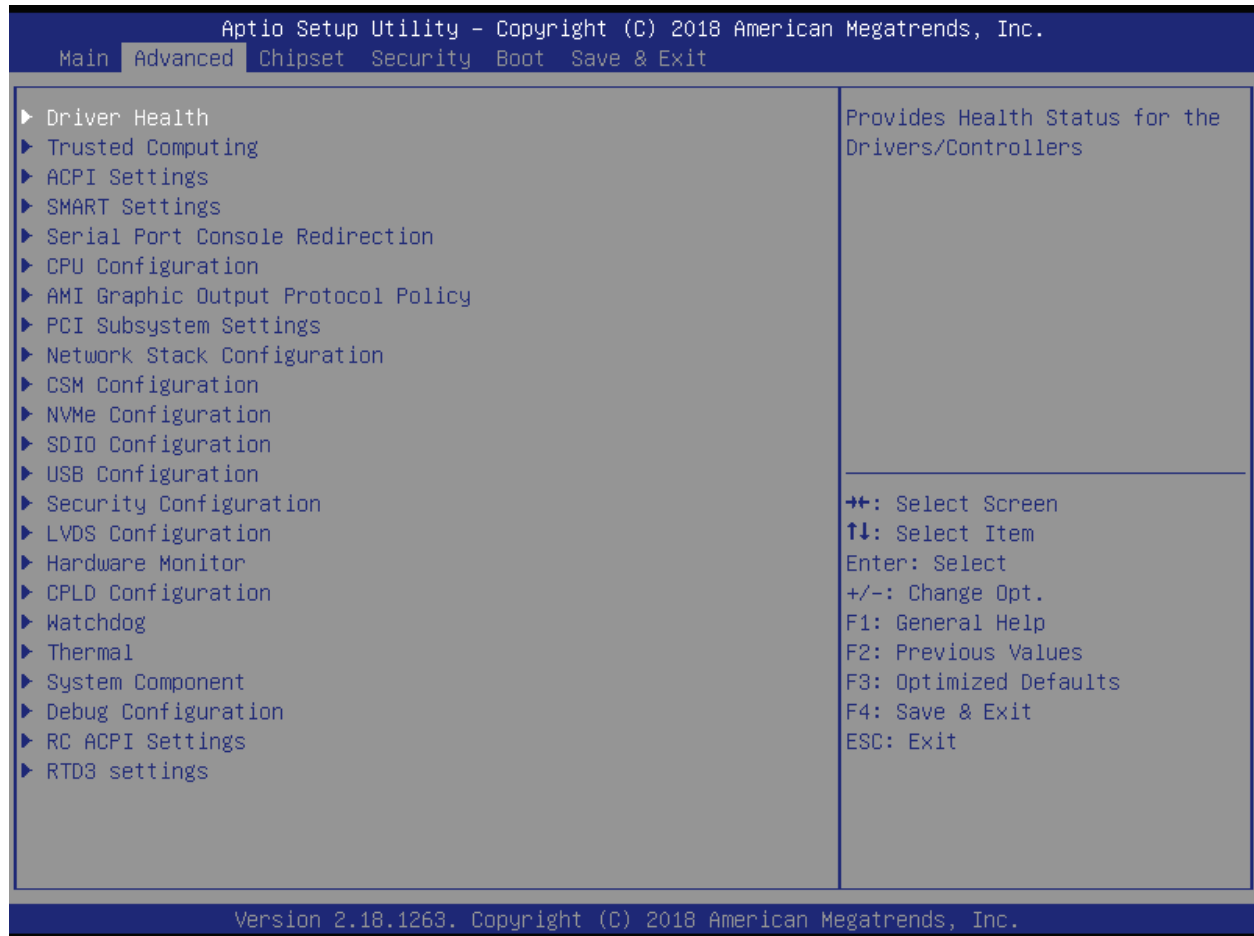 Aptio Setup Utility – Copyright (C) 2018 American Megatrends, Inc.
Main Advanced Chipset Security Boot Save & Exit
▶ Driver Health
▶ Trusted Computing
▶ ACPI Settings
▶ SMART Settings
▶ Serial Port Console Redirection
▶ CPU Configuration
▶ AMI Graphic Output Protocol Policy
▶ PCI Subsystem Settings
▶ Network Stack Configuration
▶ CSM Configuration
▶ NVMe Configuration
▶ SDIO Configuration
▶ USB Configuration
▶ Security Configuration
▶ LVDS Configuration
▶ Hardware Monitor
▶ CPLD Configuration
▶ Watchdog
▶ Thermal
▶ System Component
▶ Debug Configuration
▶ RC ACPI Settings
▶ RTD3 settings
Provides Health Status for the
Drivers/Controllers
→←: Select Screen
↑↓: Select Item
Enter: Select
+/-: Change Opt.
F1: General Help
F2: Previous Values
F3: Optimized Defaults
F4: Save & Exit
ESC: Exit
Version 2.18.1263. Copyright (C) 2018 American Megatrends, Inc.